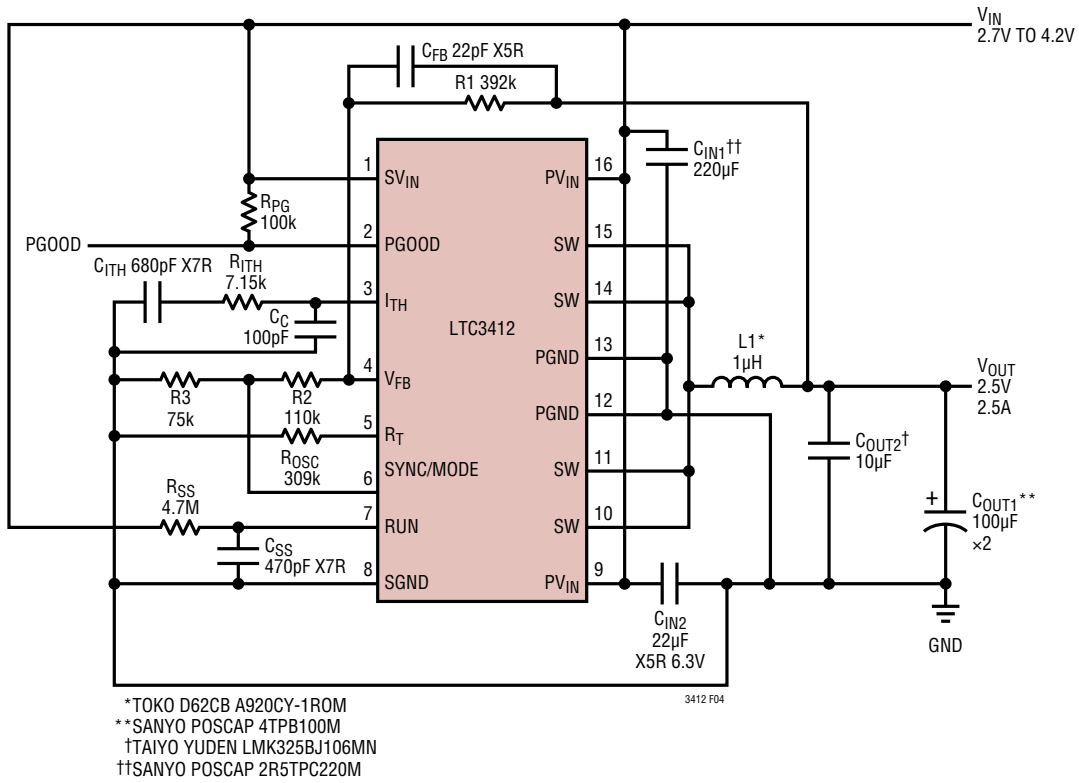 VIN
2.7V TO 4.2V
CFB 22pF X5R
R1 392k
CIN1††
220µF
1
SVIN
PVIN
16
RPG
100k
PGOOD
2
PGOOD
SW
15
CITH 680pF X7R
RITH
7.15k
3
ITH
SW
14
CC
100pF
LTC3412
PGND
13
L1*
1µH
4
VFB
R3
75k
R2
110k
PGND
12
VOUT
2.5V
2.5A
5
RT
ROSC
309k
COUT2†
10µF
6
SYNC/MODE
SW
11
RSS
4.7M
7
RUN
SW
10
+
COUT1**
100µF
×2
CSS
470pF X7R
8
SGND
PVIN
9
CIN2
22µF
X5R 6.3V
GND
3412 F04
*TOKO D62CB A920CY-1ROM
**SANYO POSCAP 4TPB100M
†TAIYO YUDEN LMK325BJ106MN
††SANYO POSCAP 2R5TPC220M